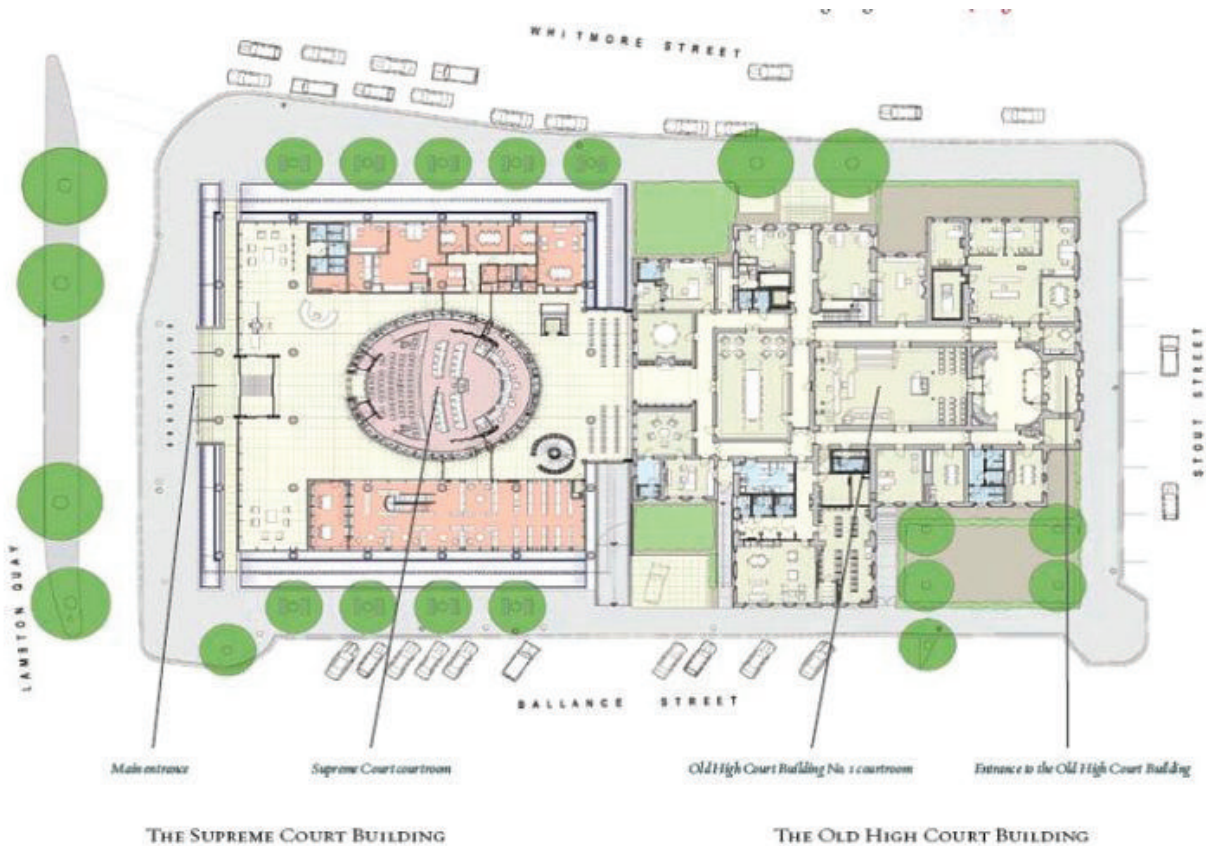 WHITMORE STREET
LAMBTON QUAY
STOUT STREET
BALLANCE STREET
Main entrance
Supreme Court courtroom
Old High Court Building No. 1 courtroom
Entrance to the Old High Court Building
THE SUPREME COURT BUILDING
THE OLD HIGH COURT BUILDING